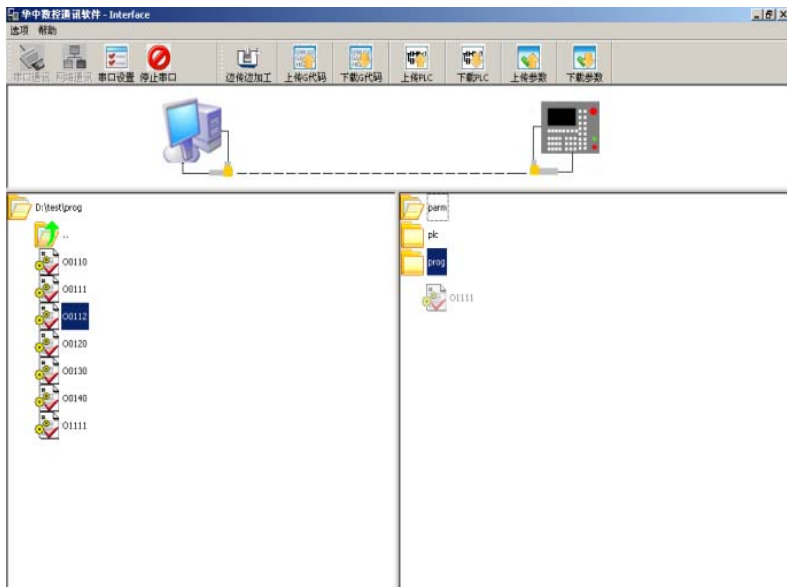 华中数控通讯软件 - Interface
选项 帮助
串口通讯 网络通讯 串口设置 停止串口 边传边加工 上传G代码 下载G代码 上传PLC 下载PLC 上传参数 下载参数
D:\test\prog
..
O0110
O0111
O0112
O0120
O0130
O0140
O1111
parm
plc
prog
O1111